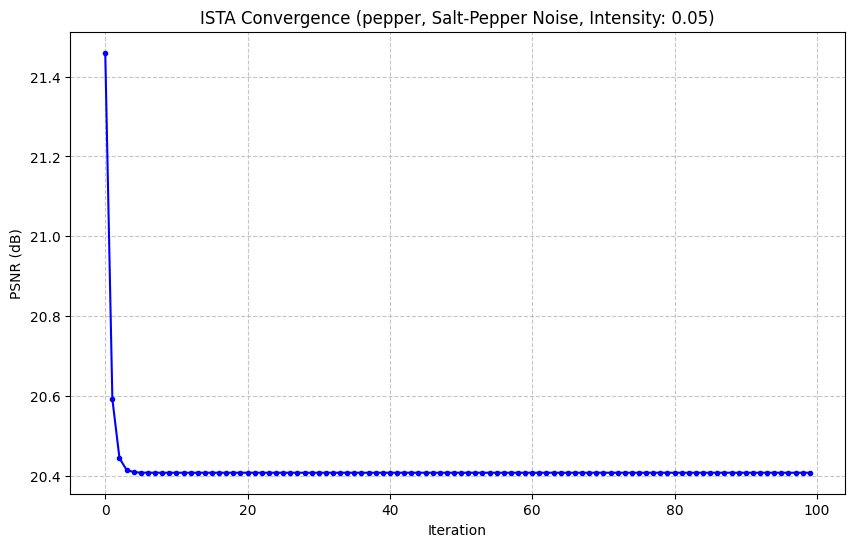 ISTA Convergence (pepper, Salt-Pepper Noise, Intensity: 0.05)
PSNR (dB)
21.4
21.2
21.0
20.8
20.6
20.4
0 20 40 60 80 100
Iteration